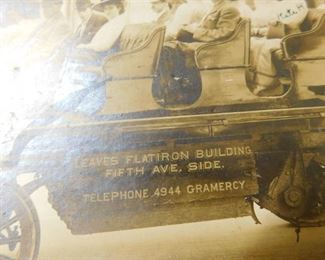 LEAVES FLATIRON BUILDING
FIFTH AVE. SIDE.
TELEPHONE 4944 GRAMERCY